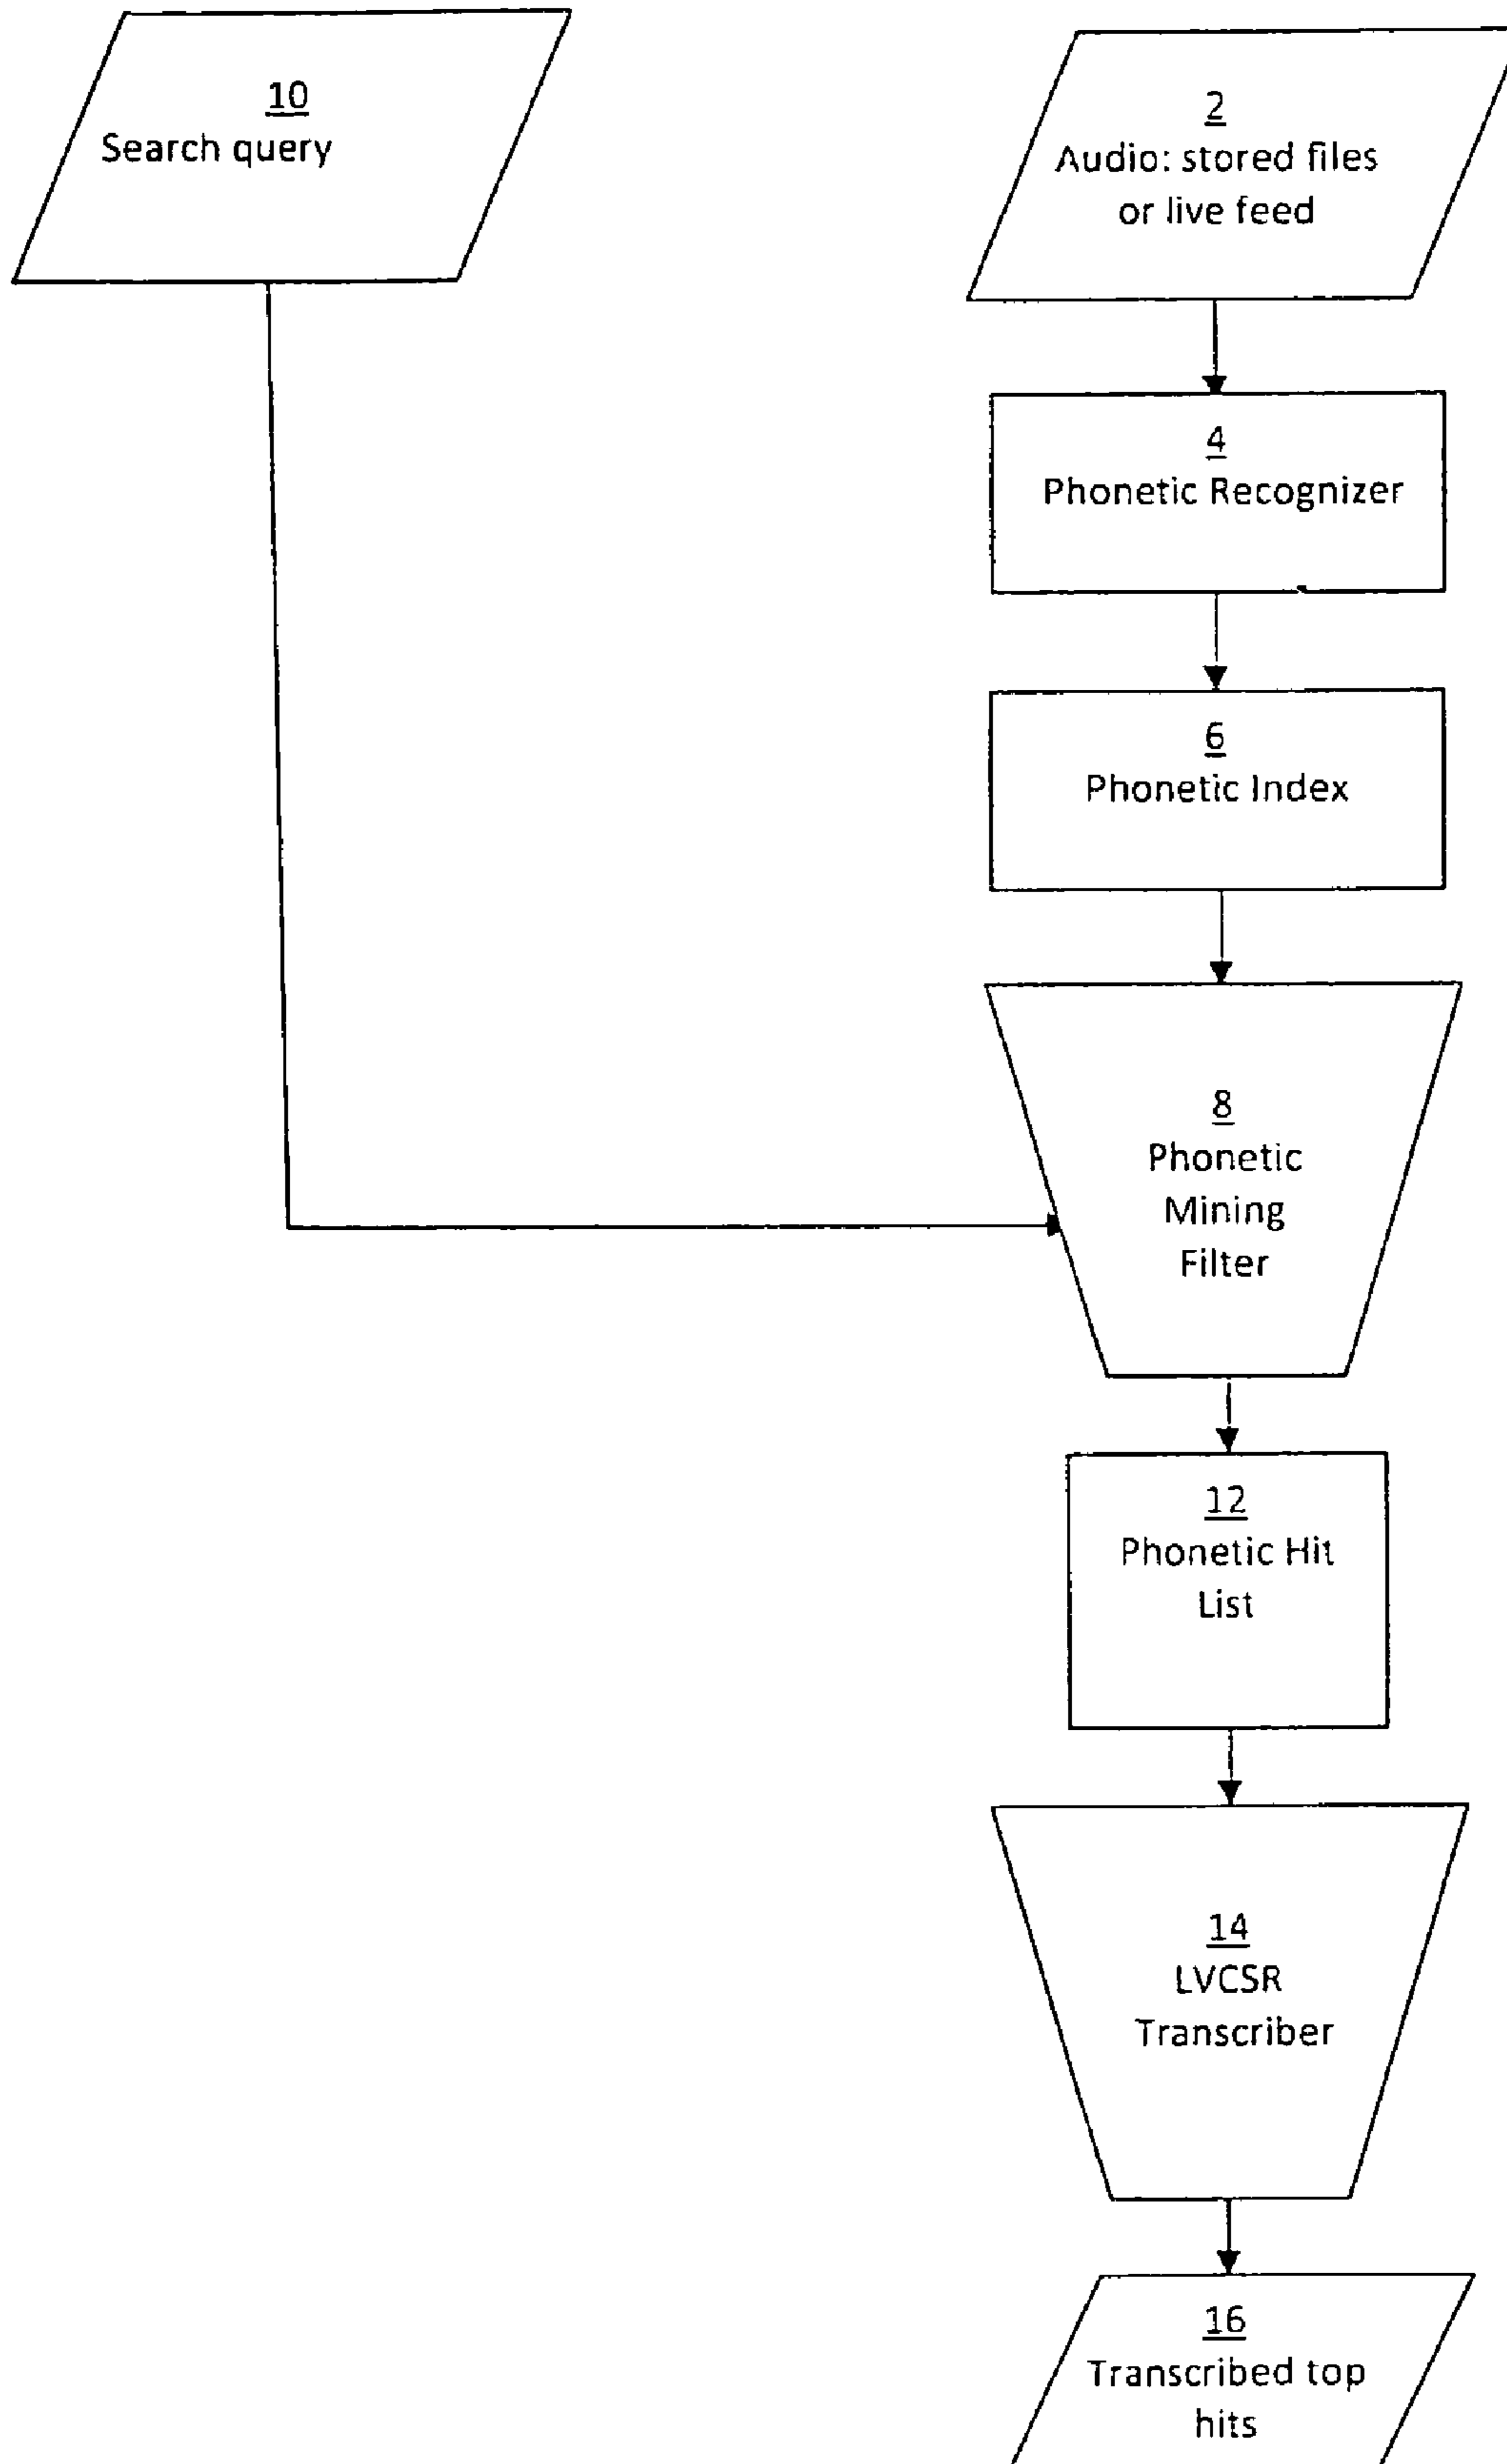 10
Search query
2
Audio: stored files
or live feed
4
Phonetic Recognizer
6
Phonetic Index
8
Phonetic
Mining
Filter
12
Phonetic Hit
List
14
LVCSR
Transcriber
16
Transcribed top
hits